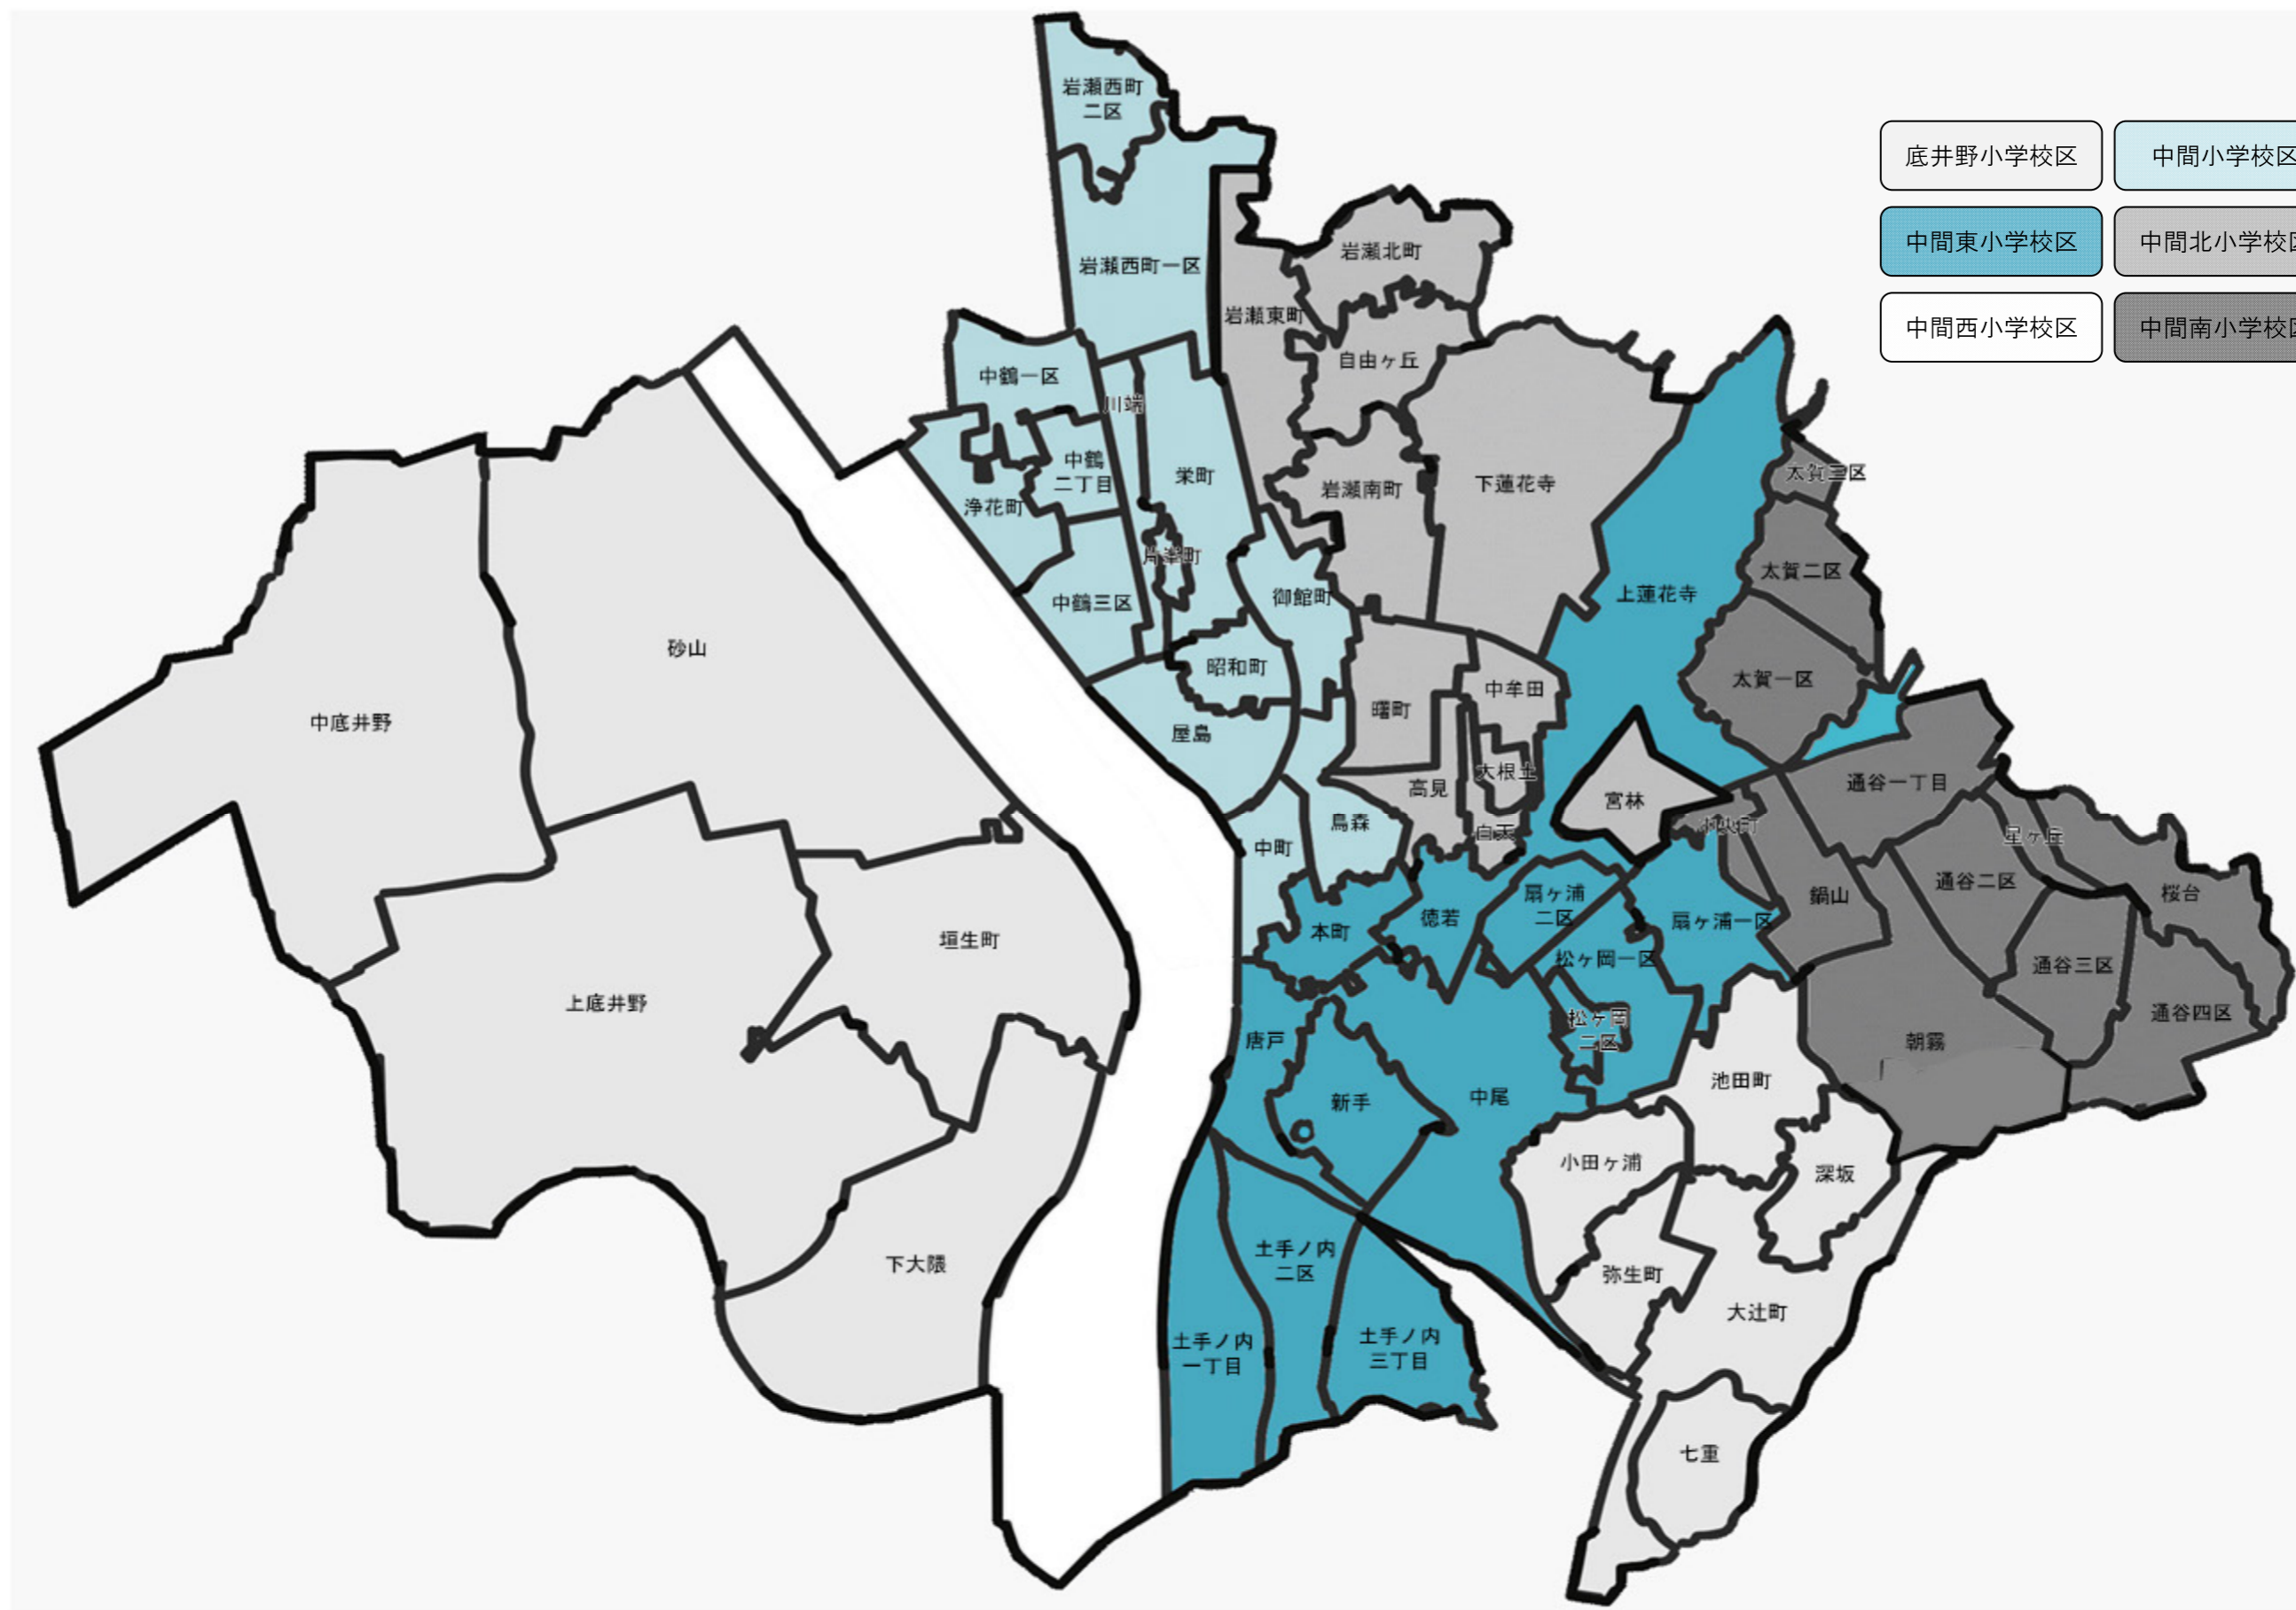 岩瀬西町
二区
底井野小学校区
中間小学校区
中間東小学校区
中間北小学校区
中間西小学校区
中間南小学校区
岩瀬西町一区
岩瀬北町
岩瀬東町
自由ヶ丘
中鶴一区
川端
中鶴
二丁目
栄町
浄花町
岩瀬南町
下蓮花寺
太賀三区
太賀二区
中鶴三区
御館町
上蓮花寺
砂山
昭和町
太賀一区
中牟田
曙町
中底井野
屋島
大根土
高見
宮林
通谷一丁目
鳥森
中町
星ヶ丘
通谷二区
鍋山
桜台
扇ヶ浦
二区
徳若
扇ヶ浦一区
本町
垣生町
松ヶ岡一区
通谷三区
上底井野
通谷四区
松ヶ岡
二区
唐戸
朝霧
池田町
中尾
新手
小田ヶ浦
深坂
土手ノ内
二区
下大隈
弥生町
大辻町
土手ノ内
一丁目
土手ノ内
三丁目
七重